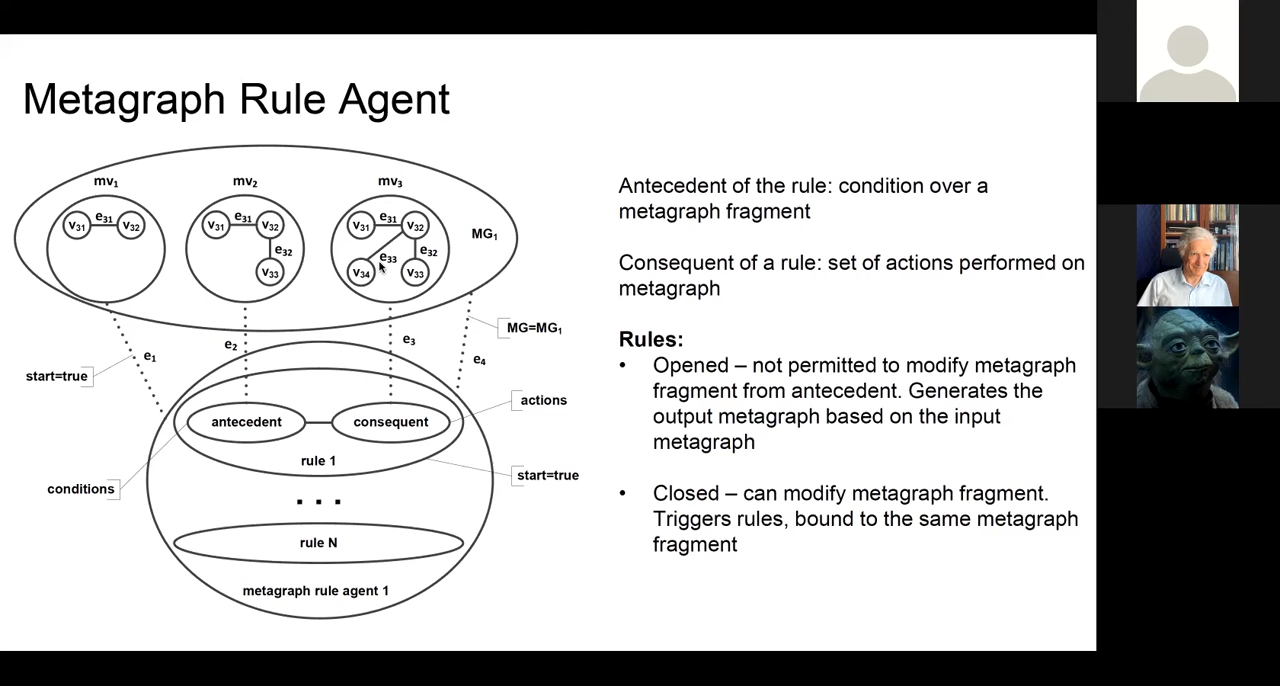 Metagraph Rule Agent
mv₁
mv₂
mv₃
v₃₁
e₃₁
v₃₂
v₃₁
e₃₁
v₃₂
v₃₁
e₃₁
v₃₂
MG₁
e₃₂
e₃₃
e₃₂
v₃₃
v₃₄
v₃₃
MG=MG₁
e₁
e₂
e₃
e₄
start=true
actions
antecedent
consequent
rule 1
start=true
conditions
. . .
rule N
metagraph rule agent 1
Antecedent of the rule: condition over a
metagraph fragment
Consequent of a rule: set of actions performed on
metagraph
Rules:
• Opened – not permitted to modify metagraph
fragment from antecedent. Generates the
output metagraph based on the input
metagraph
• Closed – can modify metagraph fragment.
Triggers rules, bound to the same metagraph
fragment